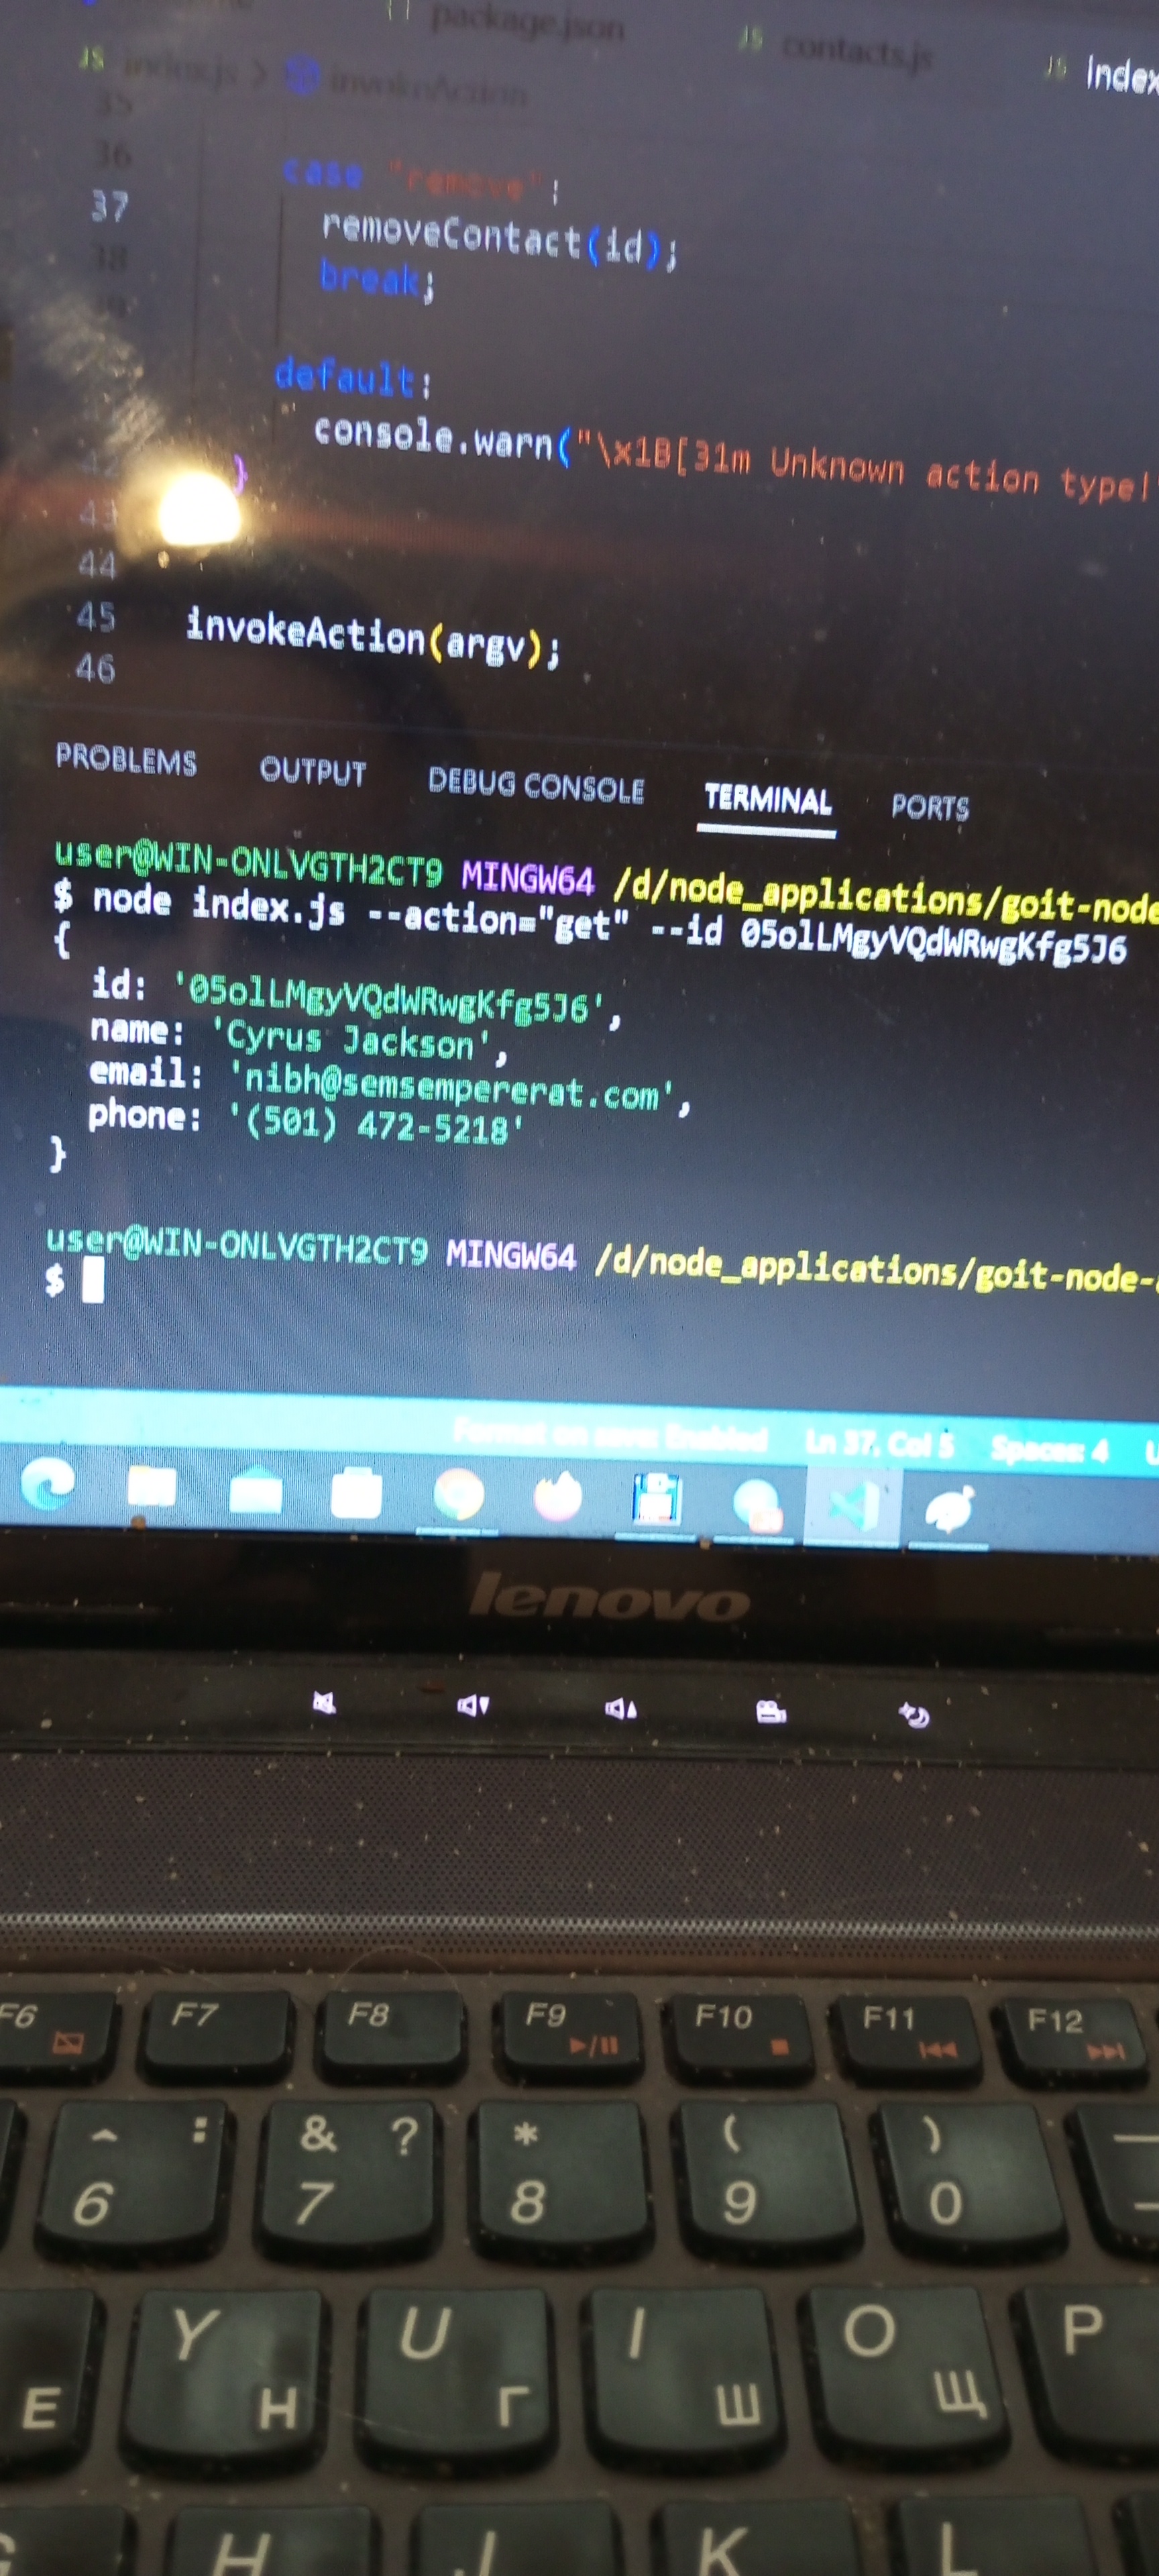 {} package.json JS contacts.js JS index
JS index.js > invokeAction
35
36 case "remove":
37 removeContact(id);
38 break;
default:
console.warn("\x1B[31m Unknown action type!
42 }
43
44
45 invokeAction(argv);
46
PROBLEMS OUTPUT DEBUG CONSOLE TERMINAL PORTS
user@WIN-ONLVGTH2CT9 MINGW64 /d/node_applications/goit-node
$ node index.js --action="get" --id 05olLMgyVQdWRwgKfg5J6
{
id: '05olLMgyVQdWRwgKfg5J6',
name: 'Cyrus Jackson',
email: 'nibh@semsempererat.com',
phone: '(501) 472-5218'
}
user@WIN-ONLVGTH2CT9 MINGW64 /d/node_applications/goit-node-
$
Format on save: Enabled Ln 37, Col 5 Spaces: 4 U
lenovo
F6 F7 F8 F9 F10 F11 F12
^ : & ? * ( )
6 7 8 9 0
Y U I O P
Е Н Г Ш Щ
G H J K L